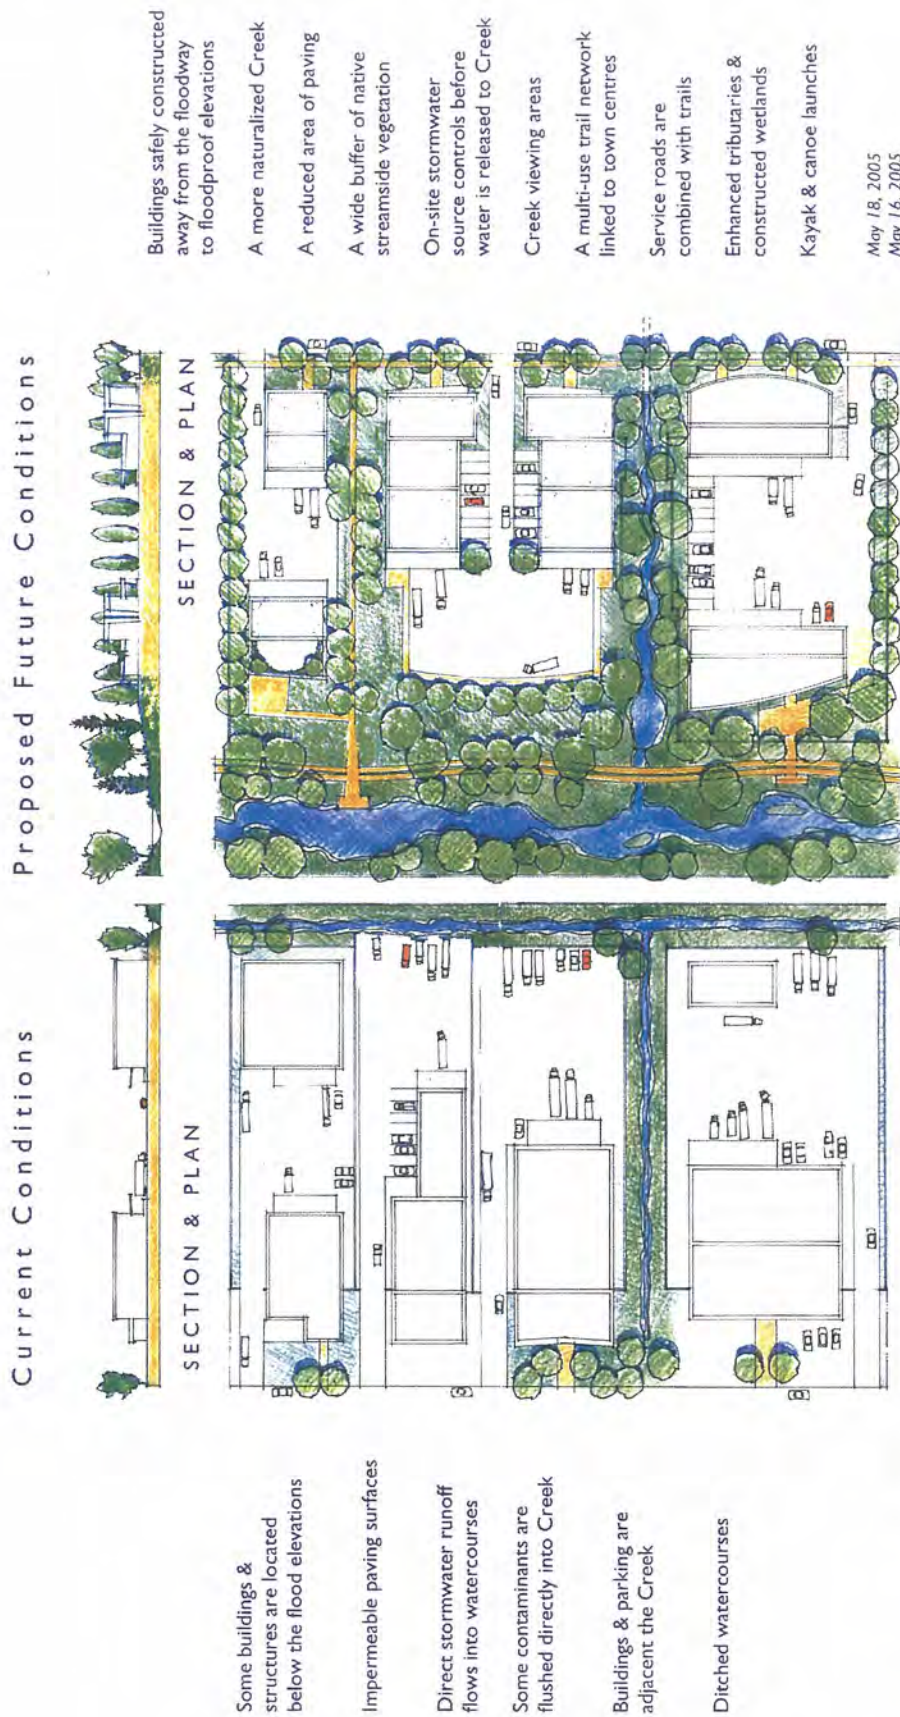 Current Conditions
Proposed Future Conditions
SECTION & PLAN
SECTION & PLAN
Some buildings &
structures are located
below the flood elevations
Impermeable paving surfaces
Direct stormwater runoff
flows into watercourses
Some contaminants are
flushed directly into Creek
Buildings & parking are
adjacent the Creek
Ditched watercourses
Buildings safely constructed
away from the floodway
to floodproof elevations
A more naturalized Creek
A reduced area of paving
A wide buffer of native
streamside vegetation
On-site stormwater
source controls before
water is released to Creek
Creek viewing areas
A multi-use trail network
linked to town centres
Service roads are
combined with trails
Enhanced tributaries &
constructed wetlands
Kayak & canoe launches
May 18, 2005
May 16, 2005